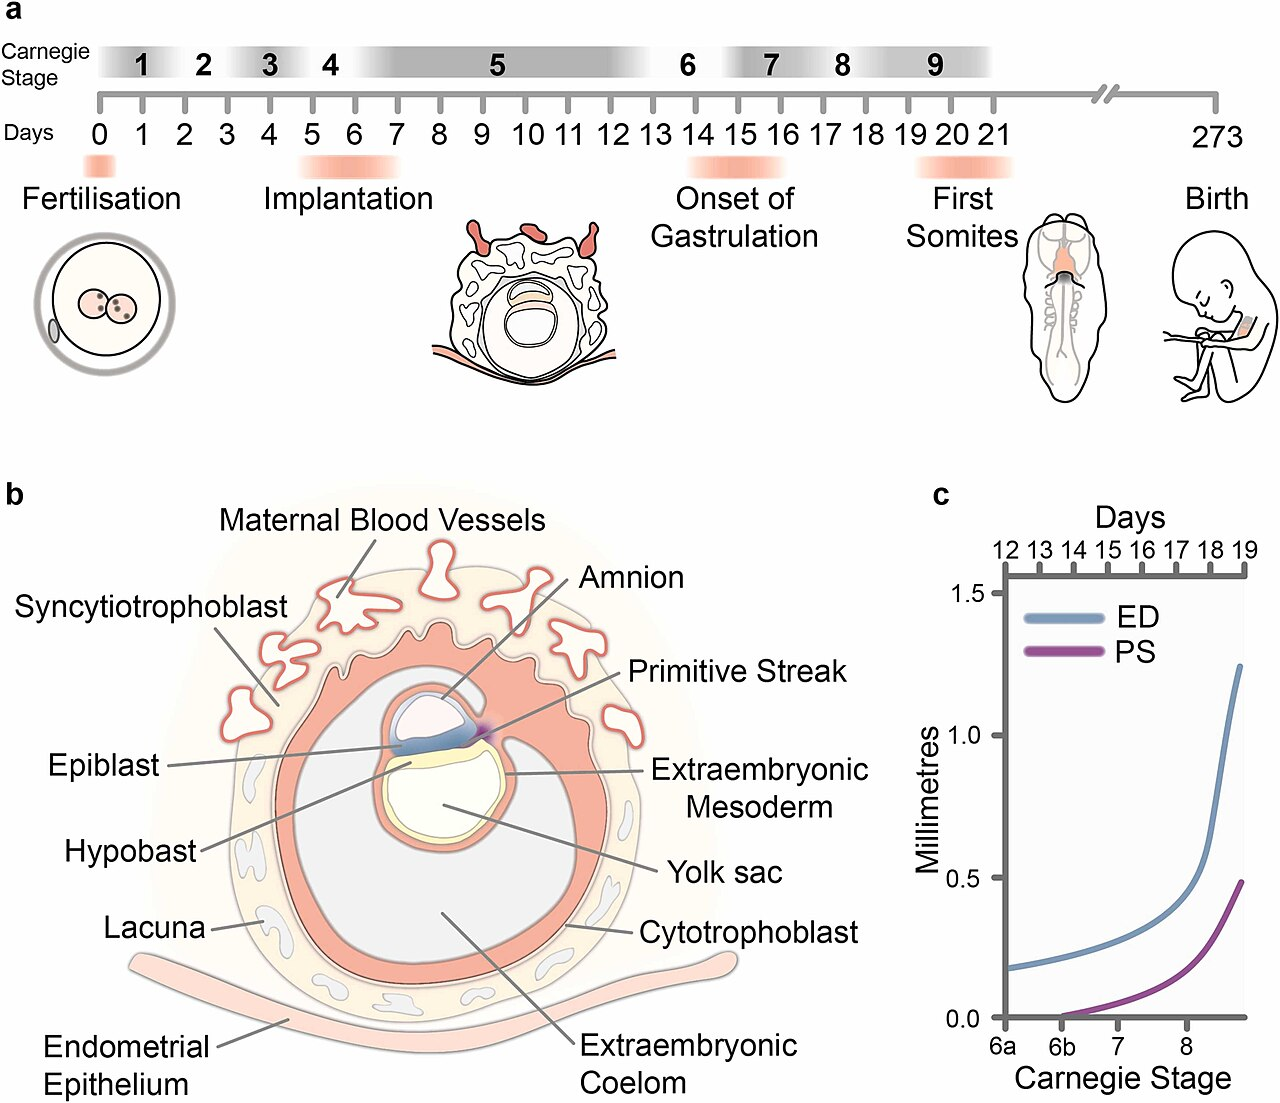 a
Carnegie
Stage
1 2 3 4 5 6 7 8 9
Days
0 1 2 3 4 5 6 7 8 9 10 11 12 13 14 15 16 17 18 19 20 21 273
Fertilisation
Implantation
Onset of
Gastrulation
First
Somites
Birth
b
Maternal Blood Vessels
Syncytiotrophoblast
Amnion
Primitive Streak
Epiblast
Extraembryonic
Mesoderm
Hypobast
Yolk sac
Lacuna
Cytotrophoblast
Endometrial
Epithelium
Extraembryonic
Coelom
c
Days
12 13 14 15 16 17 18 19
1.5
ED
PS
1.0
Millimetres
0.5
0.0
6a 6b 7 8
Carnegie Stage